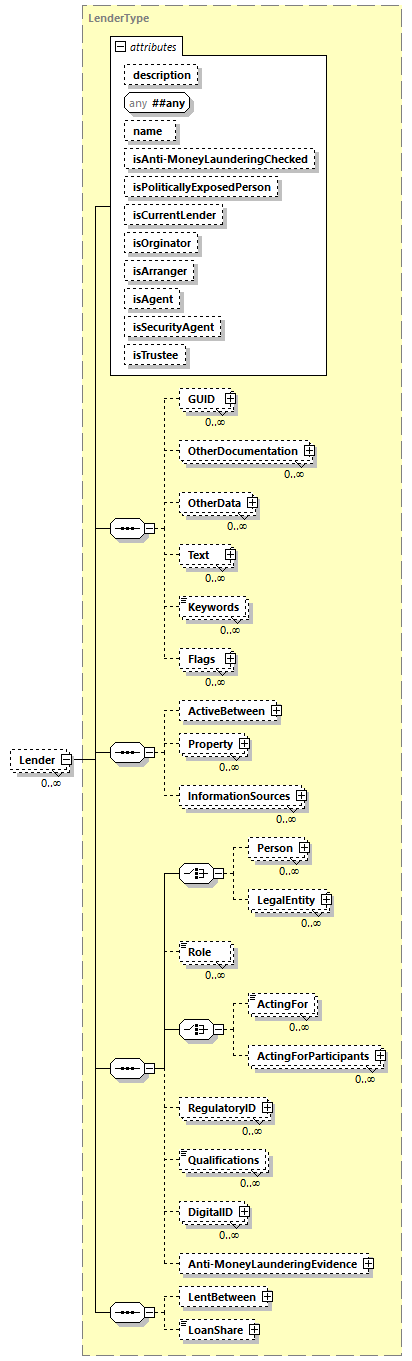 LenderType
attributes
description
any ##any
name
isAnti-MoneyLaunderingChecked
isPoliticallyExposedPerson
isCurrentLender
isOrginator
isArranger
isAgent
isSecurityAgent
isTrustee
GUID
0..∞
OtherDocumentation
0..∞
OtherData
0..∞
Text
0..∞
Keywords
0..∞
Flags
0..∞
ActiveBetween
Property
0..∞
Lender
0..∞
InformationSources
0..∞
Person
0..∞
LegalEntity
0..∞
Role
0..∞
ActingFor
0..∞
ActingForParticipants
0..∞
RegulatoryID
0..∞
Qualifications
0..∞
DigitalID
0..∞
Anti-MoneyLaunderingEvidence
LentBetween
LoanShare